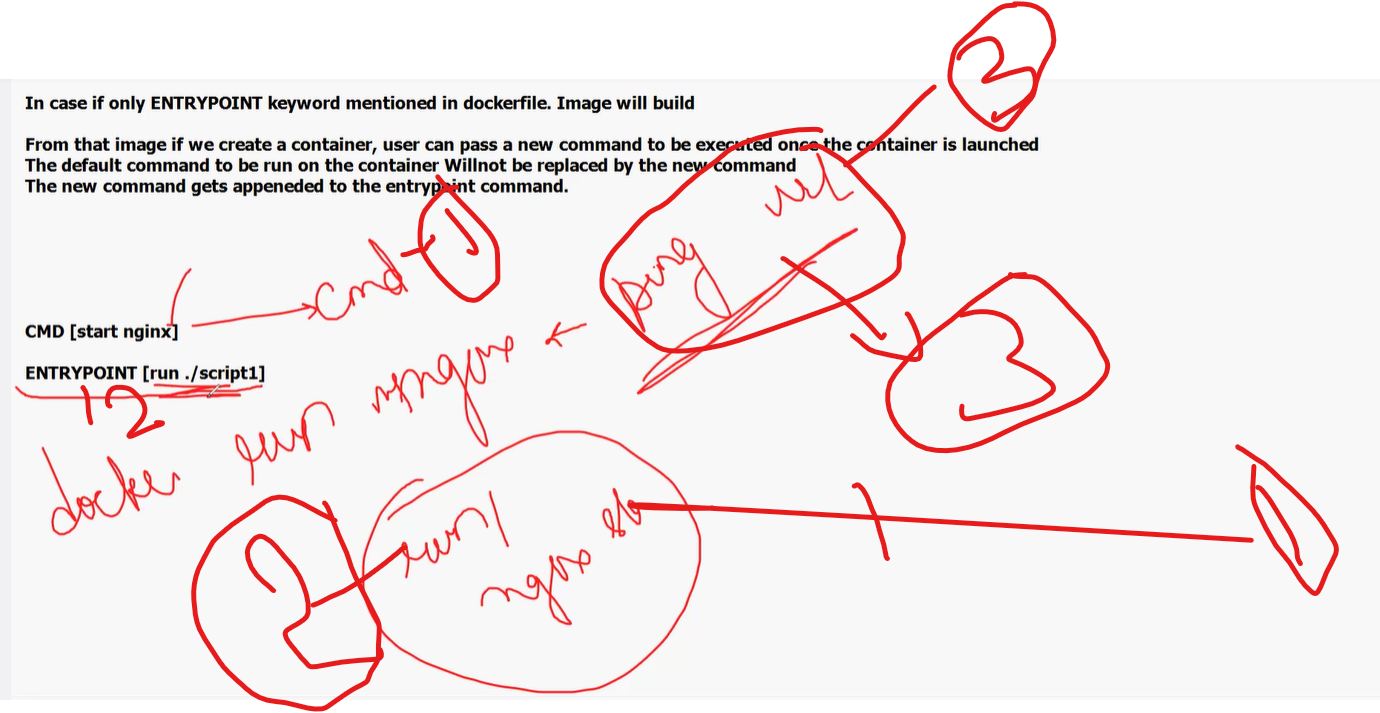 3
In case if only ENTRYPOINT keyword mentioned in dockerfile. Image will build
From that image if we create a container, user can pass a new command to be executed once the container is launched
The default command to be run on the container Willnot be replaced by the new command
The new command gets appeneded to the entrypoint command.
1
ping url
cmd
CMD [start nginx]
3
ENTRYPOINT [run ./script1]
12
docker run nginx
2
run
nginx
1